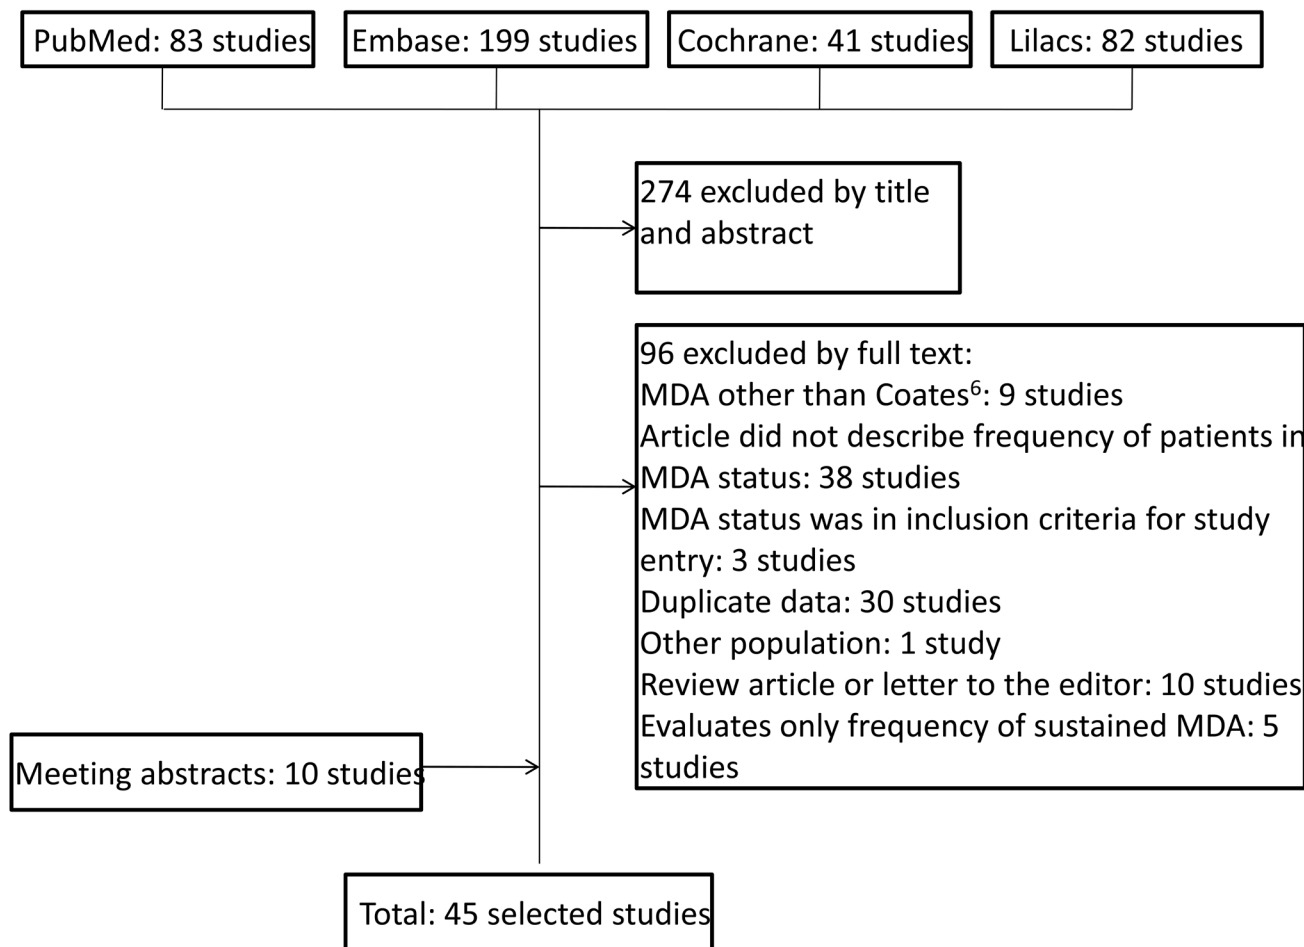 PubMed: 83 studies
Embase: 199 studies
Cochrane: 41 studies
Lilacs: 82 studies
274 excluded by title
and abstract
96 excluded by full text:
MDA other than Coates⁶: 9 studies
Article did not describe frequency of patients in
MDA status: 38 studies
MDA status was in inclusion criteria for study
entry: 3 studies
Duplicate data: 30 studies
Other population: 1 study
Review article or letter to the editor: 10 studies
Evaluates only frequency of sustained MDA: 5
studies
Meeting abstracts: 10 studies
Total: 45 selected studies